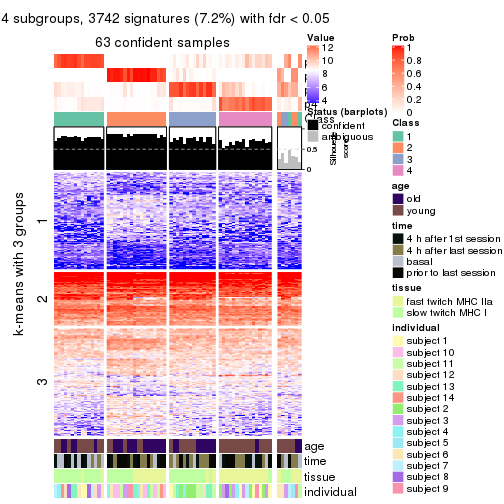 4 subgroups, 3742 signatures (7.2%) with fdr < 0.05
63 confident samples
k-means with 3 groups
1
2
3
Class
0.5
0
Silhouette
score
age
time
tissue
individual
Value
12
10
8
6
4
Status (barplots)
confident
ambiguous
Prob
1
0.8
0.6
0.4
0.2
0
Class
1
2
3
4
age
old
young
time
4 h after 1st session
4 h after last session
basal
prior to last session
tissue
fast twitch MHC IIa
slow twitch MHC I
individual
subject 1
subject 10
subject 11
subject 12
subject 13
subject 14
subject 2
subject 3
subject 4
subject 5
subject 6
subject 7
subject 8
subject 9